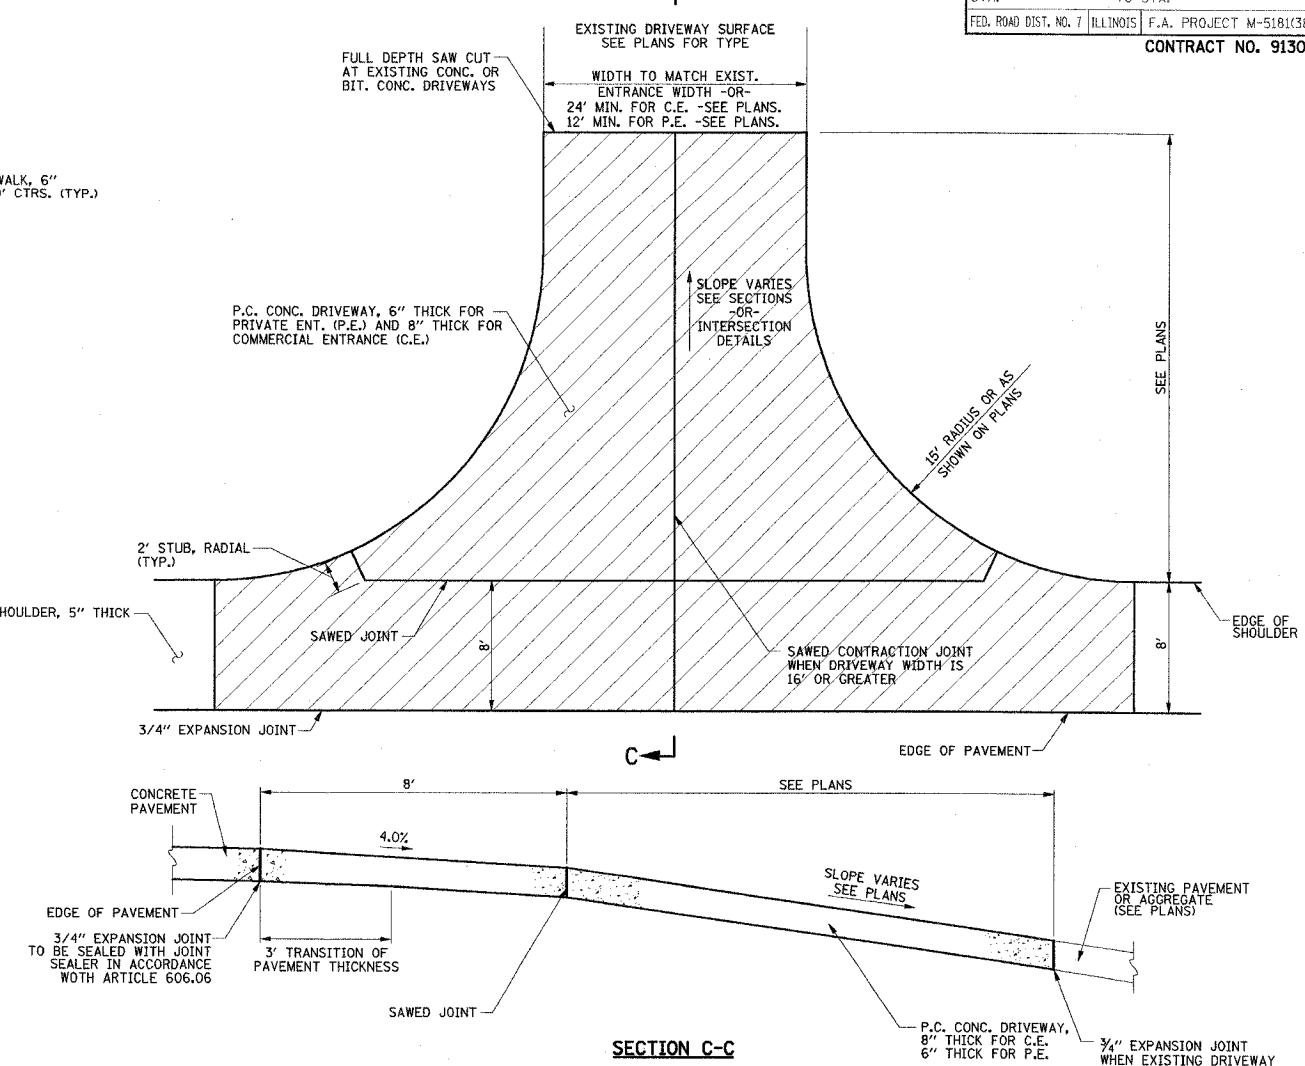 FED. ROAD DIST. NO. 7 ILLINOIS F.A. PROJECT M-5181(38
CONTRACT NO. 9130
EXISTING DRIVEWAY SURFACE
SEE PLANS FOR TYPE
FULL DEPTH SAW CUT
AT EXISTING CONC. OR
BIT. CONC. DRIVEWAYS
WIDTH TO MATCH EXIST.
ENTRANCE WIDTH -OR-
24' MIN. FOR C.E. -SEE PLANS.
12' MIN. FOR P.E. -SEE PLANS.
WALK, 6"
' CTRS. (TYP.)
P.C. CONC. DRIVEWAY, 6" THICK FOR
PRIVATE ENT. (P.E.) AND 8" THICK FOR
COMMERCIAL ENTRANCE (C.E.)
SLOPE VARIES
SEE SECTIONS
-OR-
INTERSECTION
DETAILS
SEE PLANS
15' RADIUS OR AS
SHOWN ON PLANS
2' STUB, RADIAL
(TYP.)
SHOULDER, 5" THICK
SAWED JOINT
8'
SAWED CONTRACTION JOINT
WHEN DRIVEWAY WIDTH IS
16' OR GREATER
8'
EDGE OF
SHOULDER
3/4" EXPANSION JOINT
EDGE OF PAVEMENT
C
CONCRETE
PAVEMENT
8'
SEE PLANS
4.0%
SLOPE VARIES
SEE PLANS
EXISTING PAVEMENT
OR AGGREGATE
(SEE PLANS)
EDGE OF PAVEMENT
3/4" EXPANSION JOINT
TO BE SEALED WITH JOINT
SEALER IN ACCORDANCE
WOTH ARTICLE 606.06
3' TRANSITION OF
PAVEMENT THICKNESS
SAWED JOINT
P.C. CONC. DRIVEWAY,
8" THICK FOR C.E.
6" THICK FOR P.E.
3/4" EXPANSION JOINT
WHEN EXISTING DRIVEWAY
SECTION C-C